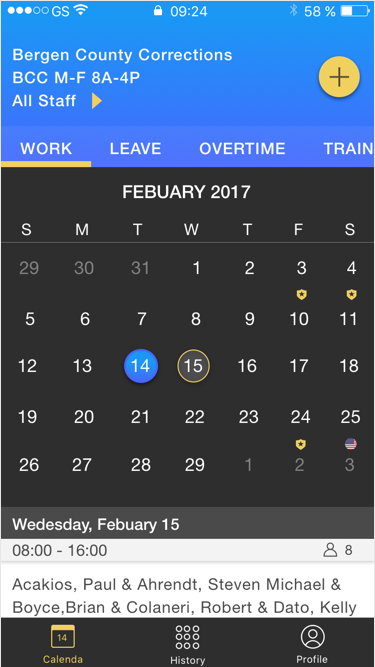 GS 09:24 58 %
Bergen County Corrections
BCC M-F 8A-4P
All Staff
WORK LEAVE OVERTIME TRAIN
FEBUARY 2017
S M T W T F S
29 30 31 1 2 3 4
5 6 7 8 9 10 11
12 13 14 15 16 17 18
19 20 21 22 23 24 25
26 27 28 29 1 2 3
Wedesday, Febuary 15
08:00 - 16:00 8
Acakios, Paul & Ahrendt, Steven Michael &
Boyce,Brian & Colaneri, Robert & Dato, Kelly
14
Calenda History Profile